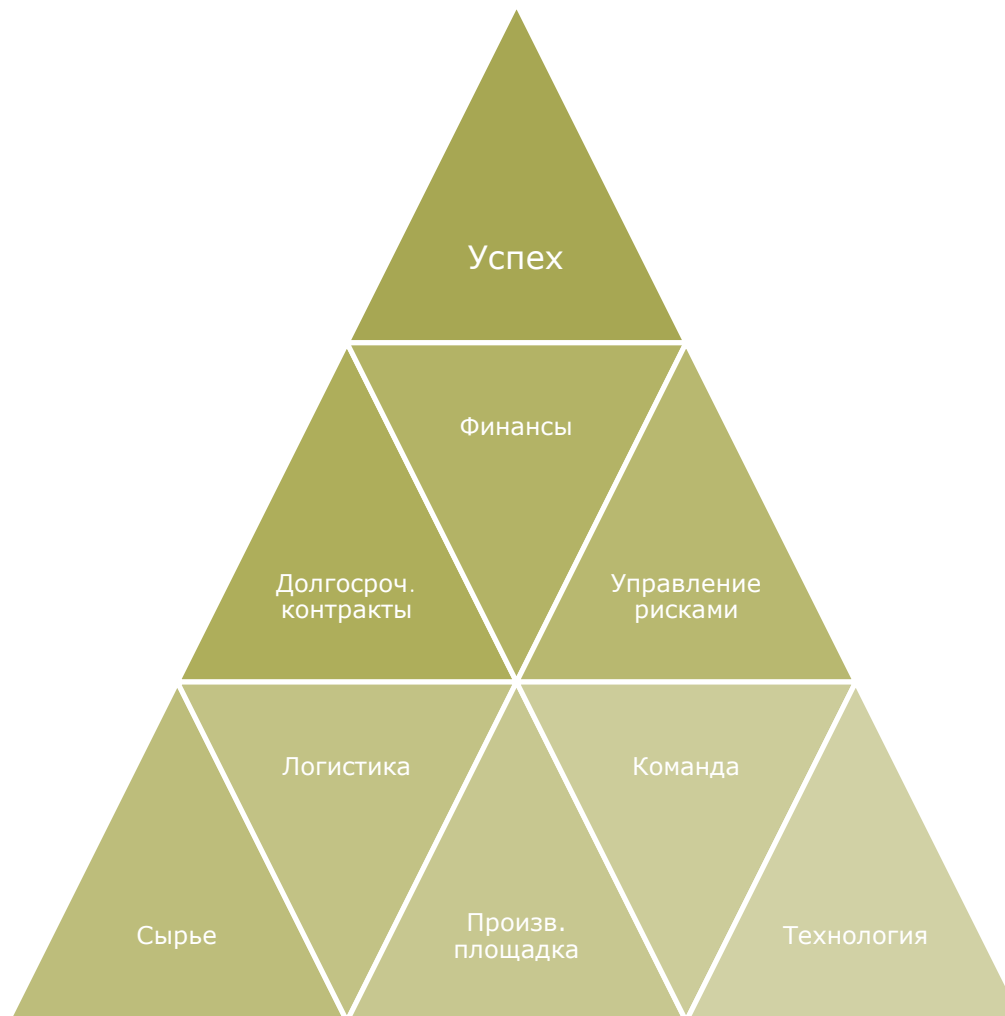 Успех
Финансы
Долгосроч.
контракты
Управление
рисками
Логистика
Команда
Сырье
Произв.
площадка
Технология